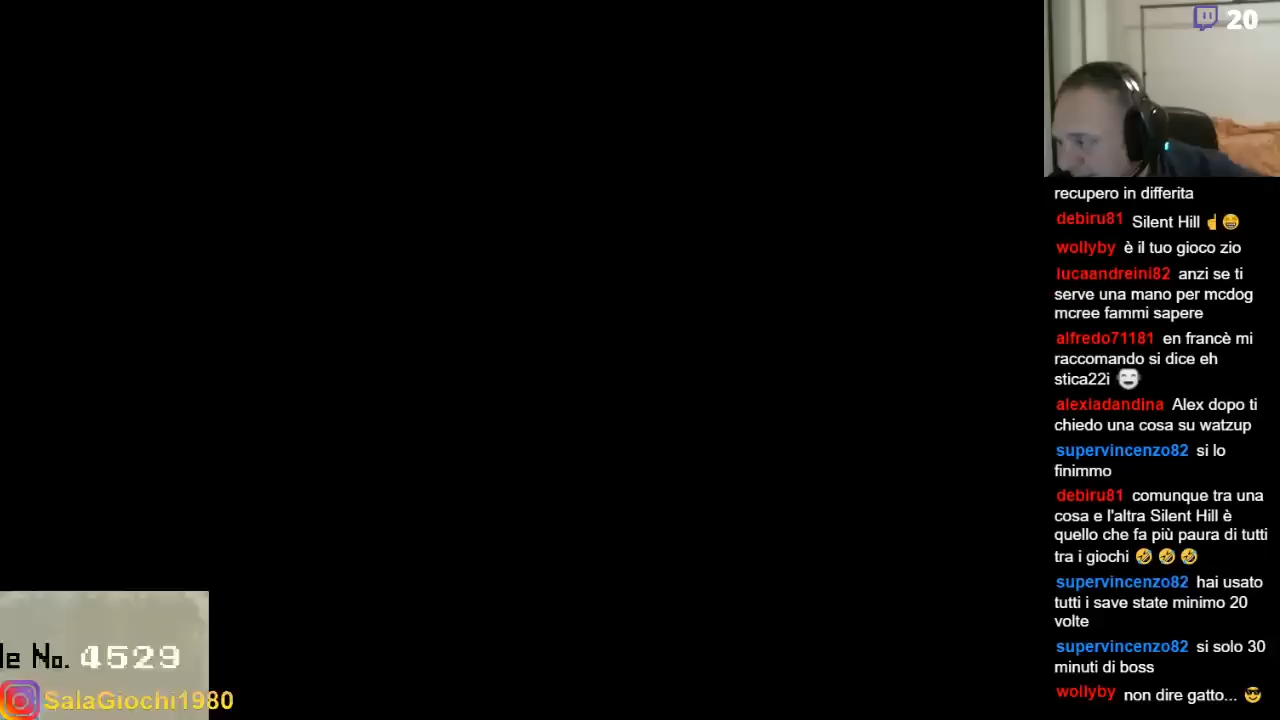 20
recupero in differita
debiru81 Silent Hill ☝😁
wollyby è il tuo gioco zio
lucaandreini82 anzi se ti
serve una mano per mcdog
mcree fammi sapere
alfredo71181 en francè mi
raccomando si dice eh
stica22i
alexiadandina Alex dopo ti
chiedo una cosa su watzup
supervincenzo82 si lo
finimmo
debiru81 comunque tra una
cosa e l'altra Silent Hill è
quello che fa più paura di tutti
tra i giochi 🤣 🤣 🤣
supervincenzo82 hai usato
tutti i save state minimo 20
volte
supervincenzo82 si solo 30
minuti di boss
wollyby non dire gatto... 😎
le No. 4529
SalaGiochi1980